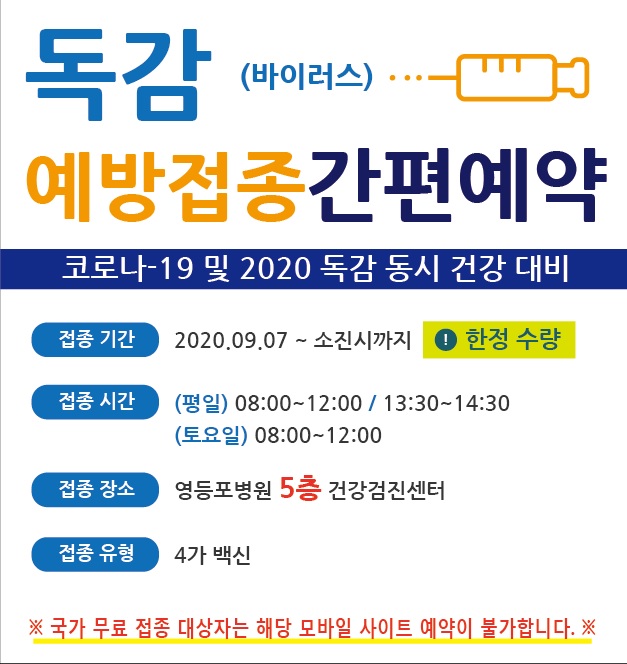 독감 (바이러스)
예방접종간편예약
코로나-19 및 2020 독감 동시 건강 대비
접종 기간 2020.09.07 ~ 소진시까지 ! 한정 수량
접종 시간 (평일) 08:00~12:00 / 13:30~14:30
(토요일) 08:00~12:00
접종 장소 영등포병원 5층 건강검진센터
접종 유형 4가 백신
※ 국가 무료 접종 대상자는 해당 모바일 사이트 예약이 불가합니다. ※